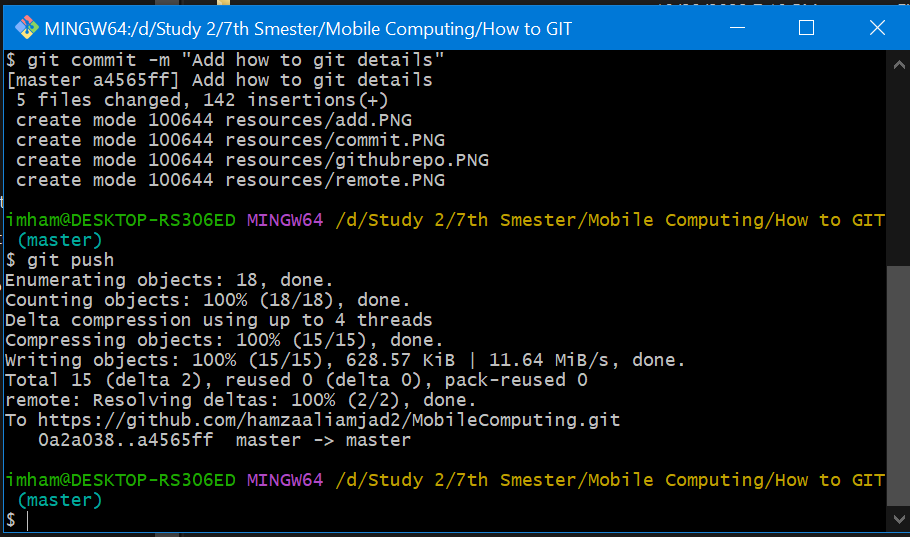 MINGW64:/d/Study 2/7th Smester/Mobile Computing/How to GIT
$ git commit -m "Add how to git details"
[master a4565ff] Add how to git details
 5 files changed, 142 insertions(+)
 create mode 100644 resources/add.PNG
 create mode 100644 resources/commit.PNG
 create mode 100644 resources/githubrepo.PNG
 create mode 100644 resources/remote.PNG
imham@DESKTOP-RS306ED MINGW64 /d/Study 2/7th Smester/Mobile Computing/How to GIT
 (master)
$ git push
Enumerating objects: 18, done.
Counting objects: 100% (18/18), done.
Delta compression using up to 4 threads
Compressing objects: 100% (15/15), done.
Writing objects: 100% (15/15), 628.57 KiB | 11.64 MiB/s, done.
Total 15 (delta 2), reused 0 (delta 0), pack-reused 0
remote: Resolving deltas: 100% (2/2), done.
To https://github.com/hamzaaliamjad2/MobileComputing.git
   0a2a038..a4565ff  master -> master
imham@DESKTOP-RS306ED MINGW64 /d/Study 2/7th Smester/Mobile Computing/How to GIT
 (master)
$